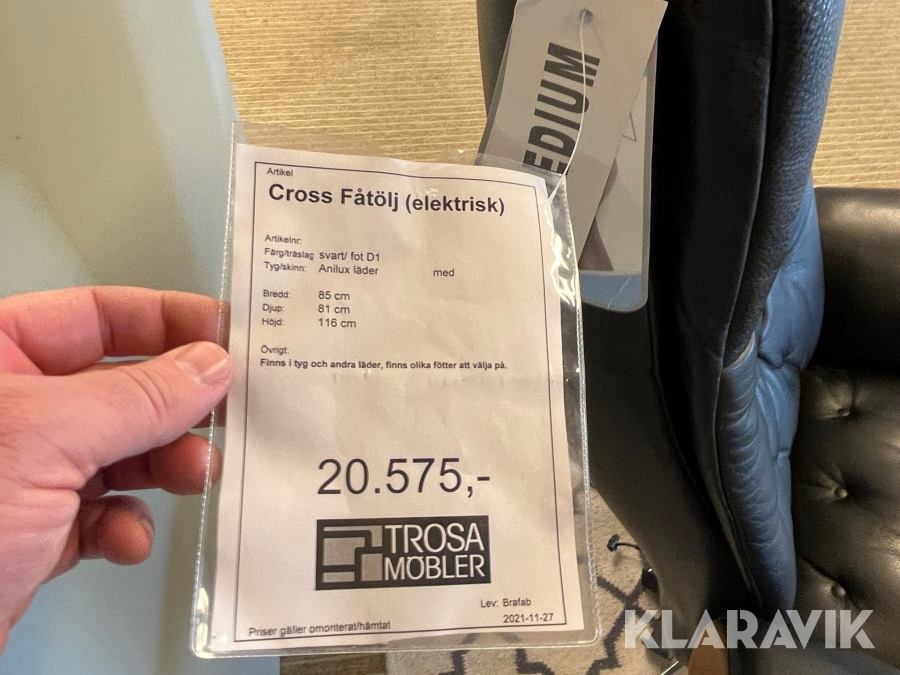 EDIUM
Artikel
Cross Fåtölj (elektrisk)
Artikelnr:
Färg/träslag svart/ fot D1
Tyg/skinn: Anilux läder med
Bredd: 85 cm
Djup: 81 cm
Höjd: 116 cm
Övrigt:
Finns i tyg och andra läder, finns olika fötter att välja på.
20.575,-
TROSA
MÖBLER
Lev: Brafab
2021-11-27
Priser gäller omonterat/hämtat
KLARAVIK